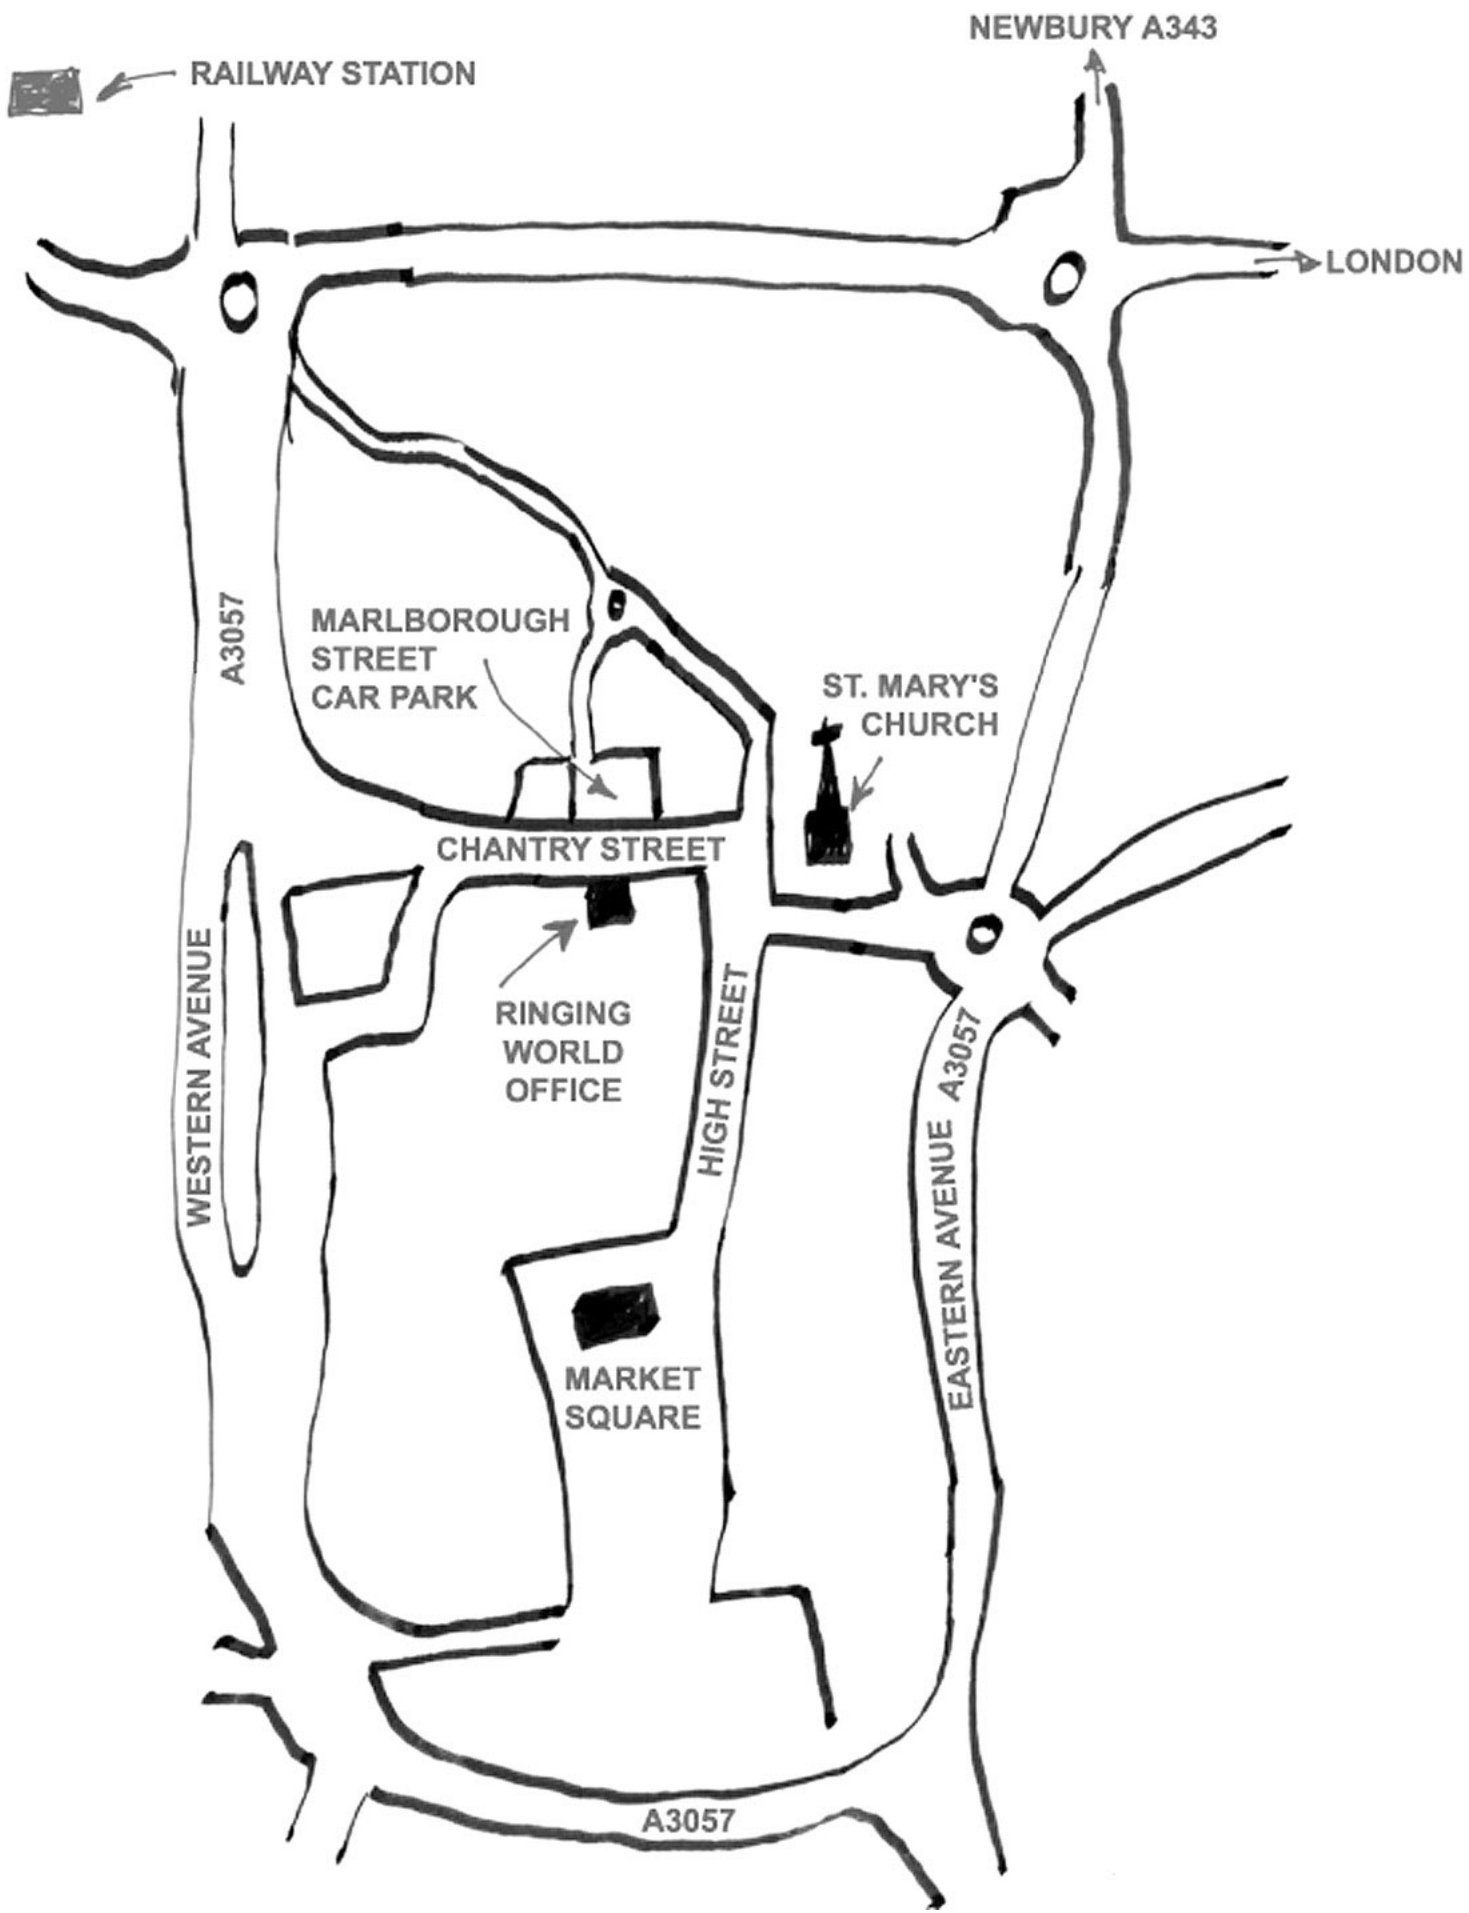 NEWBURY A343
RAILWAY STATION
LONDON
A3057
MARLBOROUGH
STREET
CAR PARK
ST. MARY'S
CHURCH
CHANTRY STREET
WESTERN AVENUE
RINGING
WORLD
OFFICE
HIGH STREET
EASTERN AVENUE A3057
MARKET
SQUARE
A3057